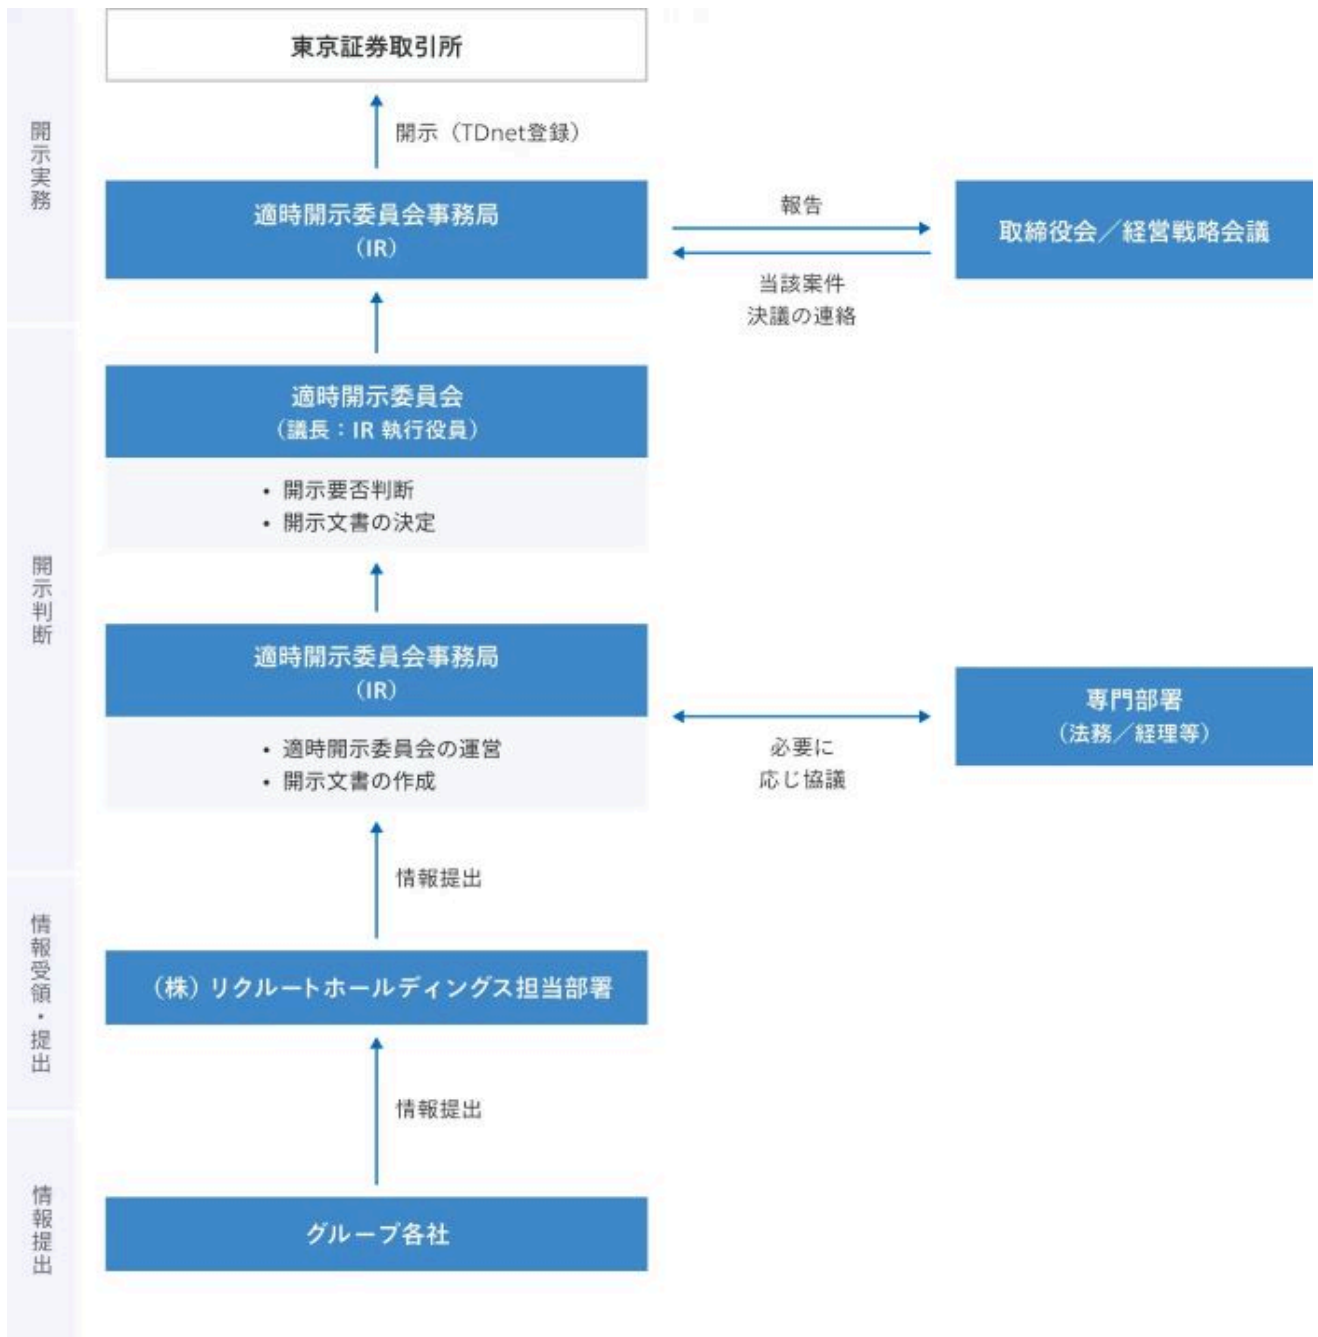 東京証券取引所
開示（TDnet登録）
開示実務
適時開示委員会事務局
（IR）
報告
当該案件
決議の連絡
取締役会／経営戦略会議
適時開示委員会
（議長：IR 執行役員）
• 開示要否判断
• 開示文書の決定
開示判断
適時開示委員会事務局
（IR）
• 適時開示委員会の運営
• 開示文書の作成
必要に
応じ協議
専門部署
（法務／経理等）
情報提出
情報受領・提出
（株）リクルートホールディングス担当部署
情報提出
情報提出
グループ各社